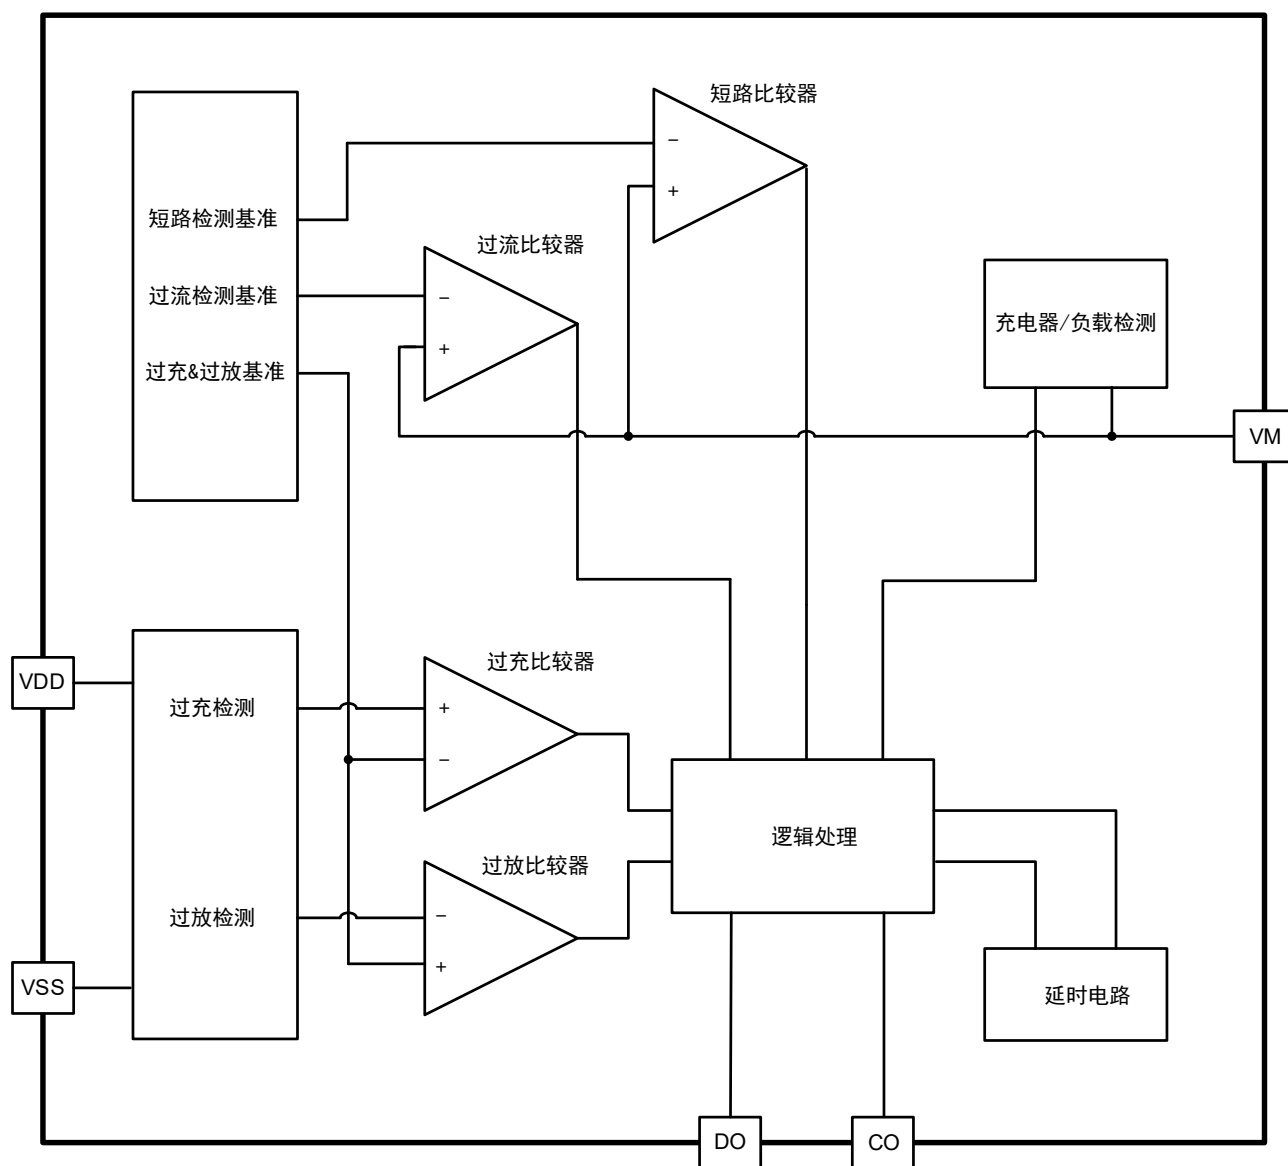 短路比较器
−
+
短路检测基准
过流比较器
过流检测基准
−
充电器/负载检测
+
过充&过放基准
VM
过充比较器
VDD
过充检测
+
−
逻辑处理
过放比较器
过放检测
−
+
VSS
延时电路
DO
CO